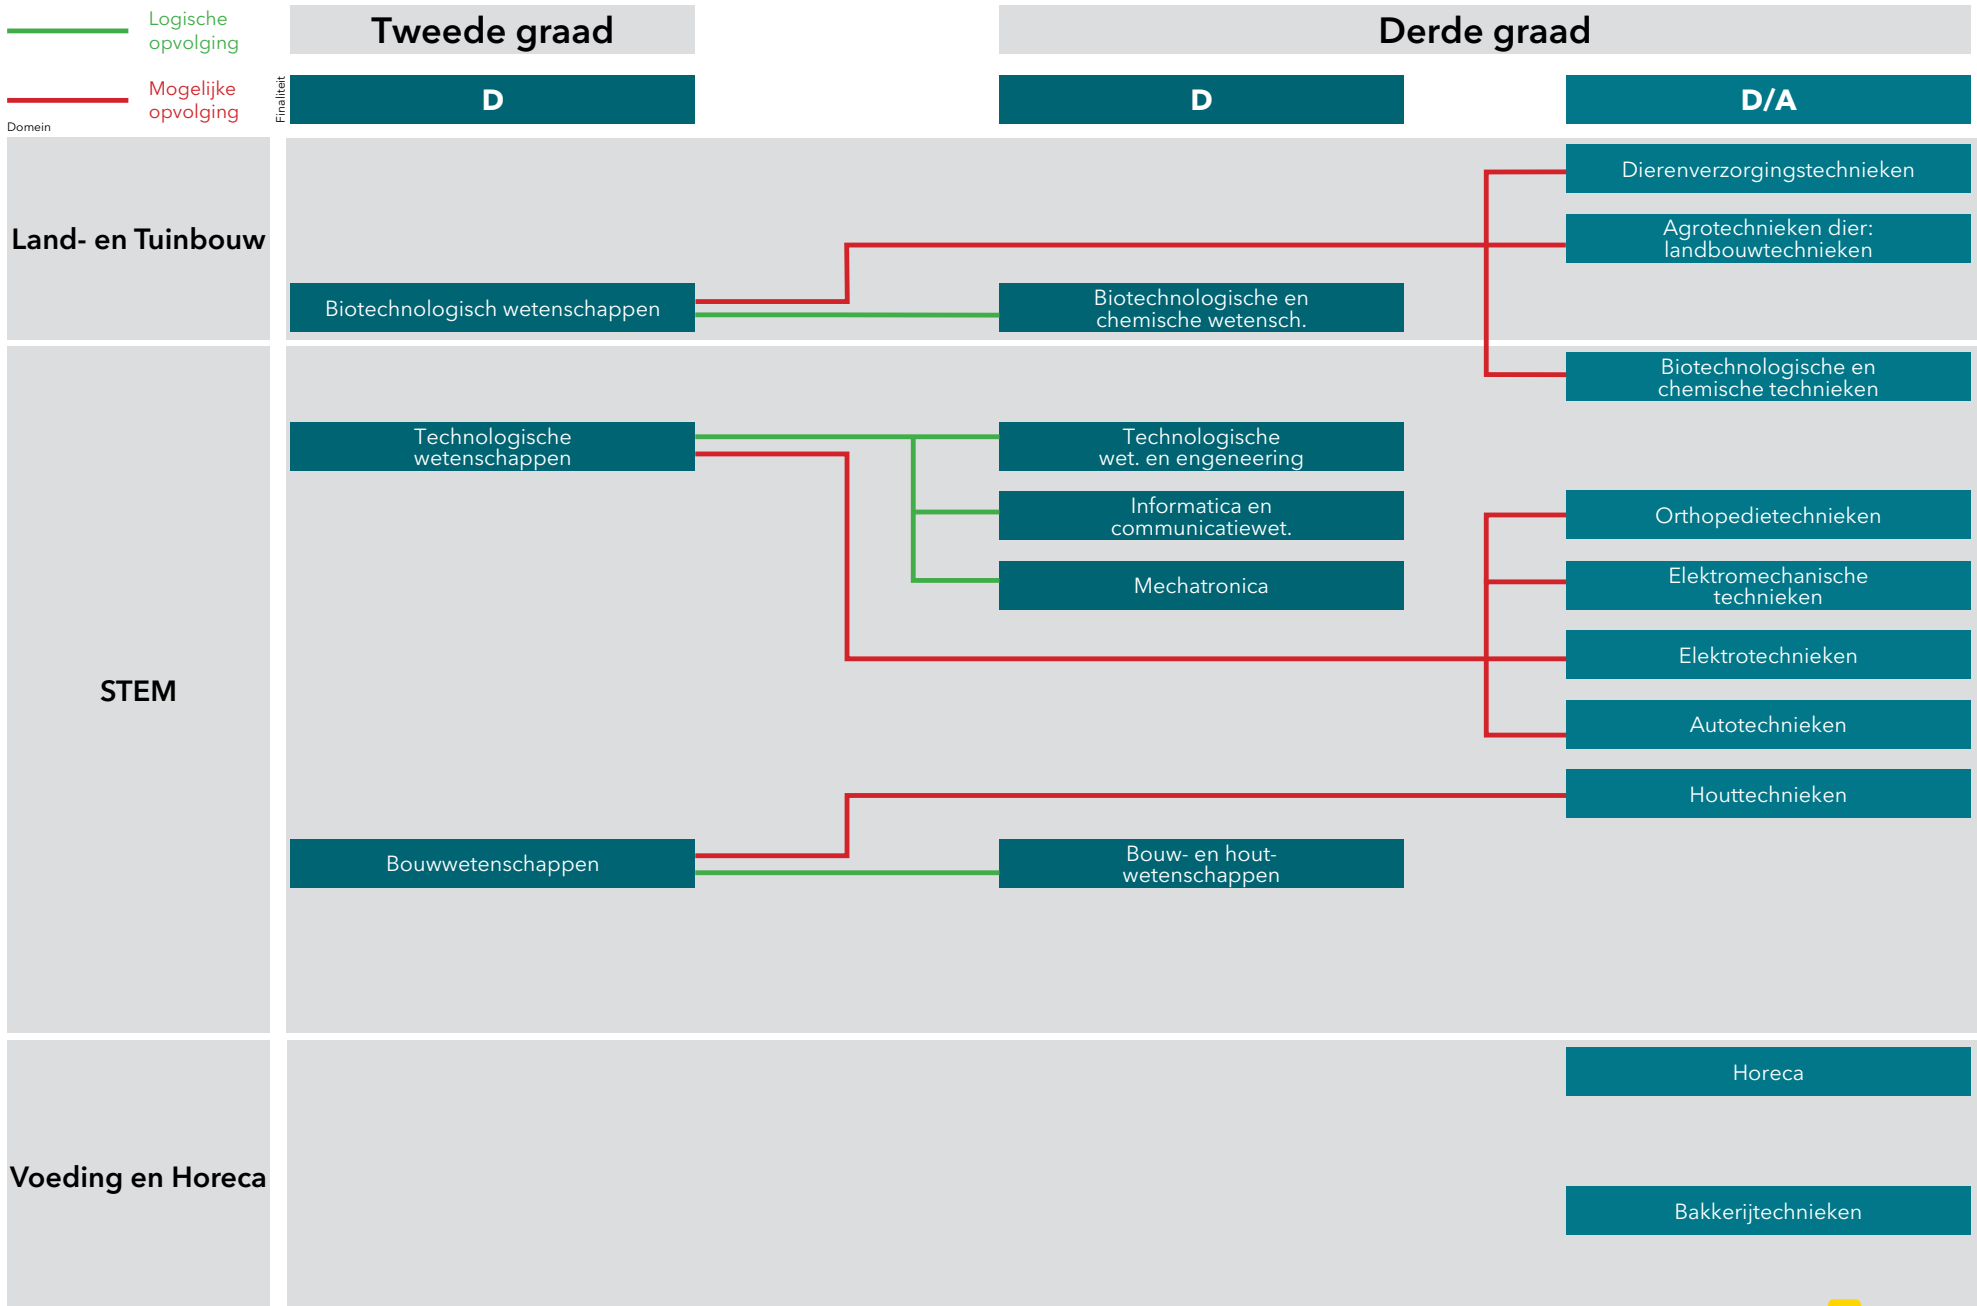 Logische
opvolging
Mogelijke
opvolging
Domein
Finaliteit
Tweede graad
Derde graad
D
D
D/A
Land- en Tuinbouw
Dierenverzorgingstechnieken
Agrotechnieken dier:
landbouwtechnieken
Biotechnologisch wetenschappen
Biotechnologische en
chemische wetensch.
STEM
Biotechnologische en
chemische technieken
Technologische
wetenschappen
Technologische
wet. en engeneering
Informatica en
communicatiewet.
Orthopedietechnieken
Mechatronica
Elektromechanische
technieken
Elektrotechnieken
Autotechnieken
Houttechnieken
Bouwwetenschappen
Bouw- en hout-
wetenschappen
Voeding en Horeca
Horeca
Bakkerijtechnieken